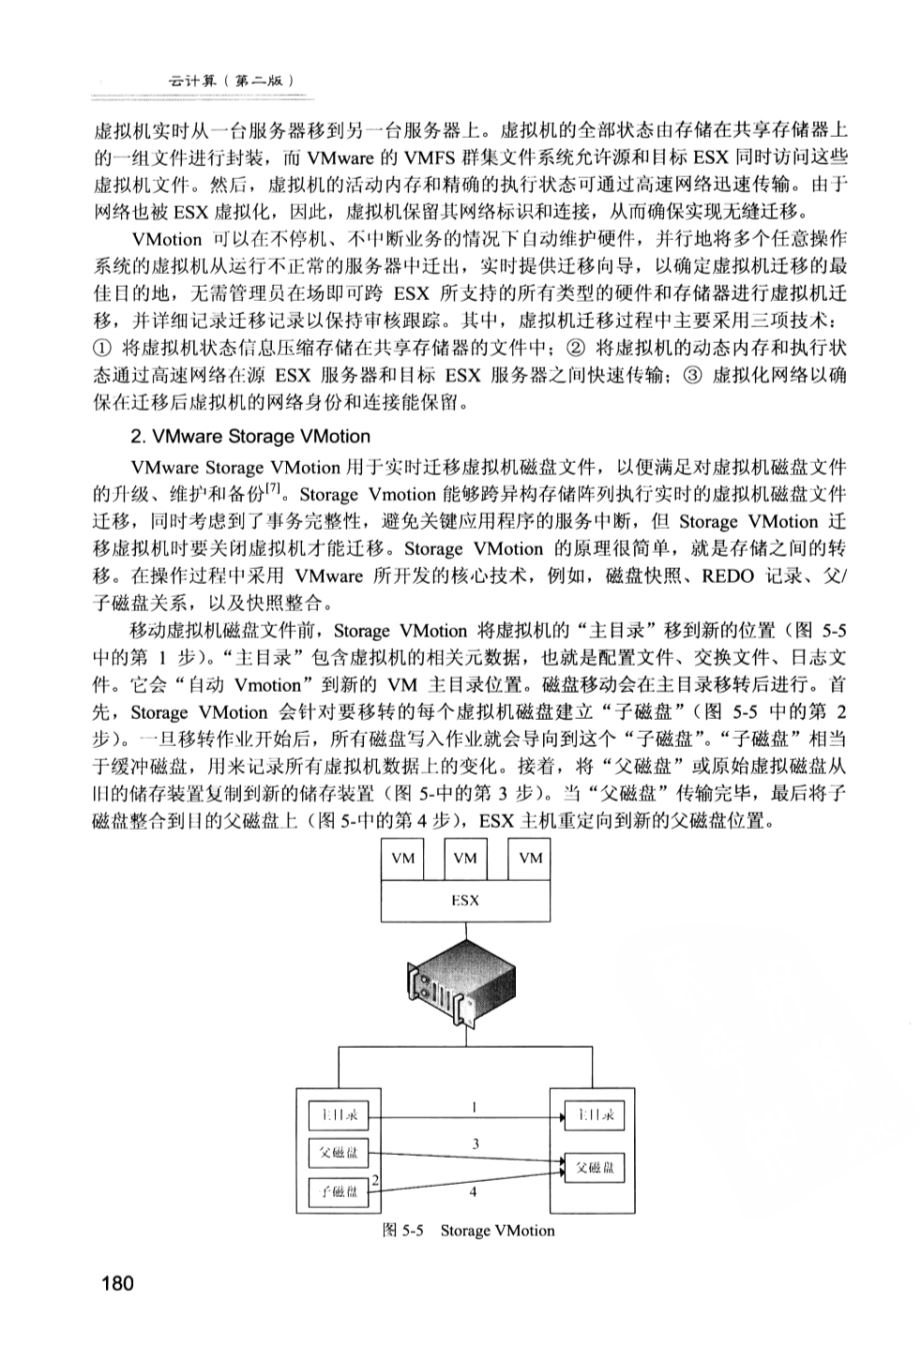 云计算（第二版）
虚拟机实时从一台服务器移到另一台服务器上。虚拟机的全部状态由存储在共享存储器上
的一组文件进行封装，而 VMware 的 VMFS 群集文件系统允许源和目标 ESX 同时访问这些
虚拟机文件。然后，虚拟机的活动内存和精确的执行状态可通过高速网络迅速传输。由于
网络也被 ESX 虚拟化，因此，虚拟机保留其网络标识和连接，从而确保实现无缝迁移。
VMotion 可以在不停机、不中断业务的情况下自动维护硬件，并行地将多个任意操作
系统的虚拟机从运行不正常的服务器中迁出，实时提供迁移向导，以确定虚拟机迁移的最
佳目的地，无需管理员在场即可跨 ESX 所支持的所有类型的硬件和存储器进行虚拟机迁
移，并详细记录迁移记录以保持审核跟踪。其中，虚拟机迁移过程中主要采用三项技术：
① 将虚拟机状态信息压缩存储在共享存储器的文件中；② 将虚拟机的动态内存和执行状
态通过高速网络在源 ESX 服务器和目标 ESX 服务器之间快速传输；③ 虚拟化网络以确
保在迁移后虚拟机的网络身份和连接能保留。
2. VMware Storage VMotion
VMware Storage VMotion 用于实时迁移虚拟机磁盘文件，以便满足对虚拟机磁盘文件
的升级、维护和备份[7]。Storage Vmotion 能够跨异构存储阵列执行实时的虚拟机磁盘文件
迁移，同时考虑到了事务完整性，避免关键应用程序的服务中断，但 Storage VMotion 迁
移虚拟机时要关闭虚拟机才能迁移。Storage VMotion 的原理很简单，就是存储之间的转
移。在操作过程中采用 VMware 所开发的核心技术，例如，磁盘快照、REDO 记录、父/
子磁盘关系，以及快照整合。
移动虚拟机磁盘文件前，Storage VMotion 将虚拟机的“主目录”移到新的位置（图 5-5
中的第 1 步）。“主目录”包含虚拟机的相关元数据，也就是配置文件、交换文件、日志文
件。它会“自动 Vmotion”到新的 VM 主目录位置。磁盘移动会在主目录移转后进行。首
先，Storage VMotion 会针对要移转的每个虚拟机磁盘建立“子磁盘”（图 5-5 中的第 2
步）。一旦移转作业开始后，所有磁盘写入作业就会导向到这个“子磁盘”。“子磁盘”相当
于缓冲磁盘，用来记录所有虚拟机数据上的变化。接着，将“父磁盘”或原始虚拟磁盘从
旧的储存装置复制到新的储存装置（图 5-中的第 3 步）。当“父磁盘”传输完毕，最后将子
磁盘整合到目的父磁盘上（图 5-中的第 4 步），ESX 主机重定向到新的父磁盘位置。
VM VM VM
ESX
主目录 1 主目录
父磁盘 3 父磁盘
子磁盘 2 4
图 5-5 Storage VMotion
180